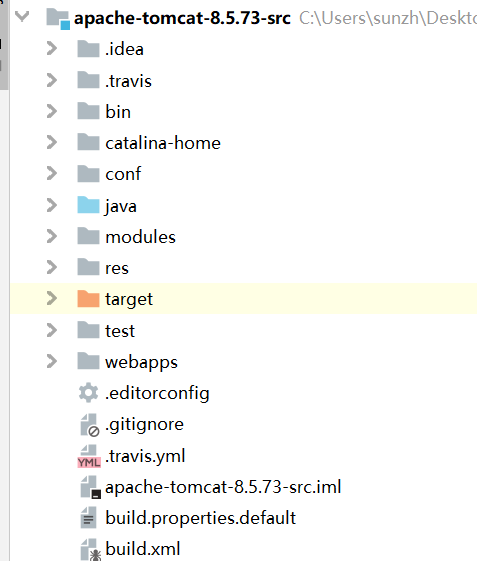 apache-tomcat-8.5.73-src C:\Users\sunzh\Deskto
.idea
.travis
bin
catalina-home
conf
java
modules
res
target
test
webapps
.editorconfig
.gitignore
YML .travis.yml
apache-tomcat-8.5.73-src.iml
build.properties.default
build.xml